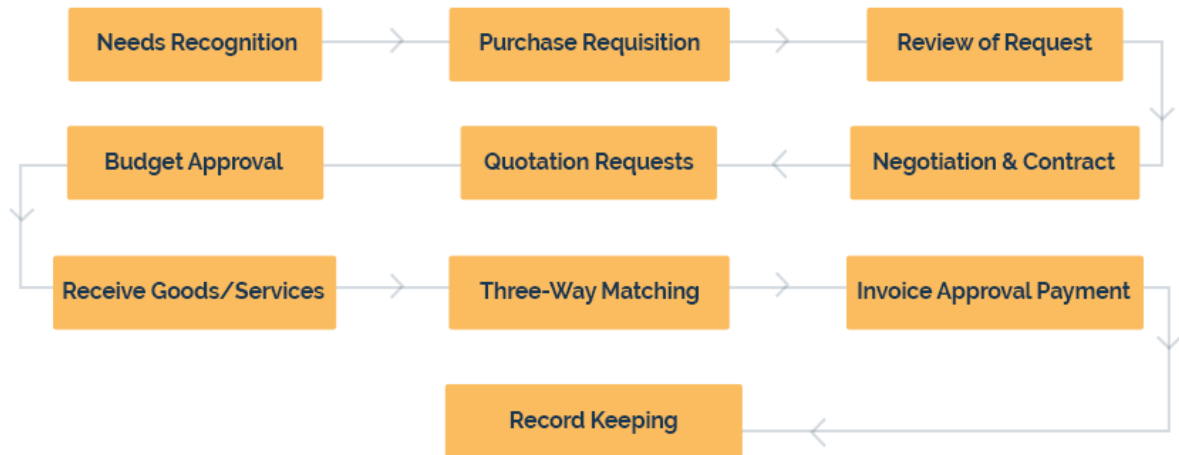 Needs Recognition
Purchase Requisition
Review of Request
Budget Approval
Quotation Requests
Negotiation & Contract
Receive Goods/Services
Three-Way Matching
Invoice Approval Payment
Record Keeping